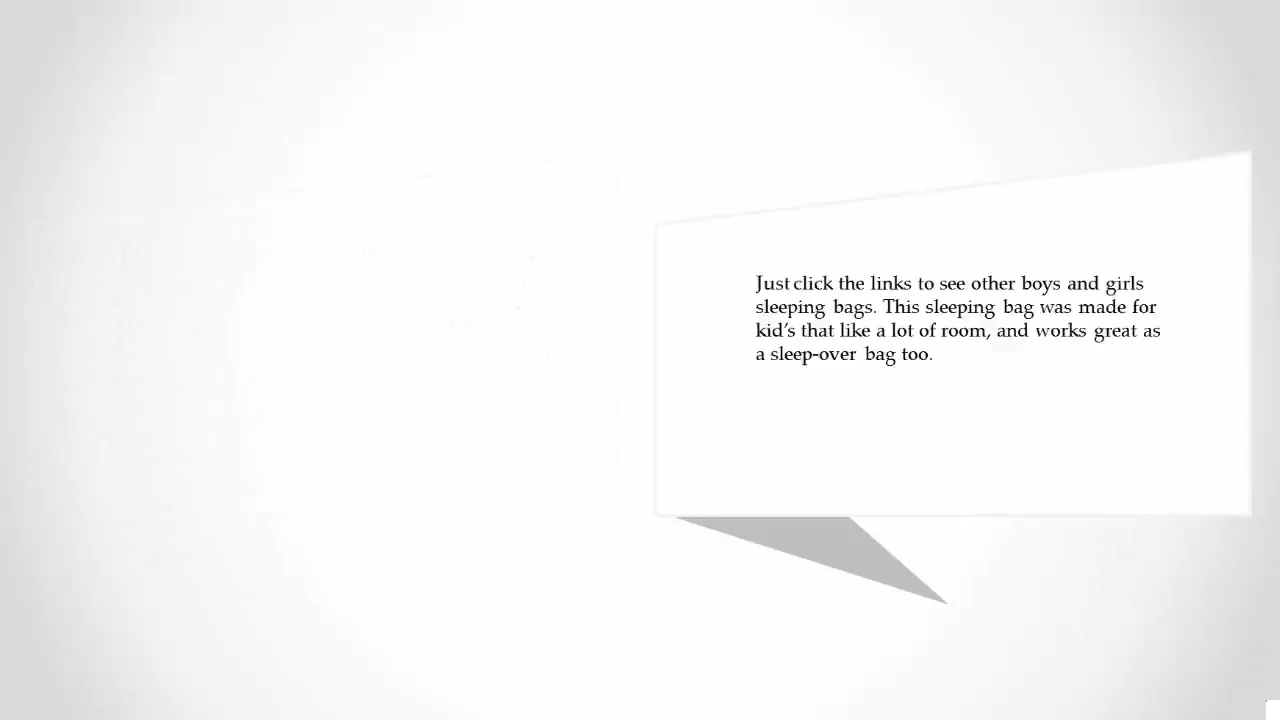 Just click the links to see other boys and girls
sleeping bags. This sleeping bag was made for
kid's that like a lot of room, and works great as
a sleep-over bag too.